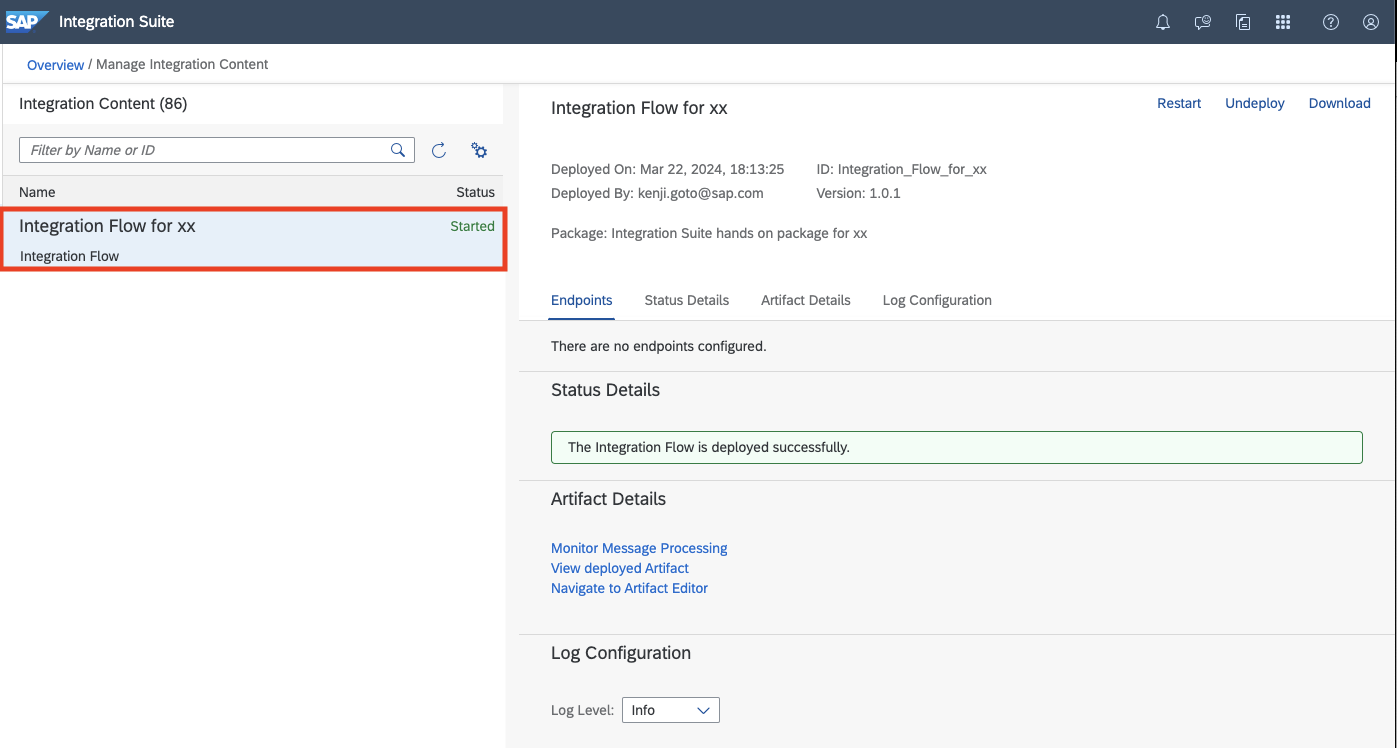 SAP Integration Suite
Overview / Manage Integration Content
Integration Content (86)
Filter by Name or ID
Name Status
Integration Flow for xx Started
Integration Flow
Integration Flow for xx
Restart Undeploy Download
Deployed On: Mar 22, 2024, 18:13:25 ID: Integration_Flow_for_xx
Deployed By: kenji.goto@sap.com Version: 1.0.1
Package: Integration Suite hands on package for xx
Endpoints Status Details Artifact Details Log Configuration
There are no endpoints configured.
Status Details
The Integration Flow is deployed successfully.
Artifact Details
Monitor Message Processing
View deployed Artifact
Navigate to Artifact Editor
Log Configuration
Log Level: Info